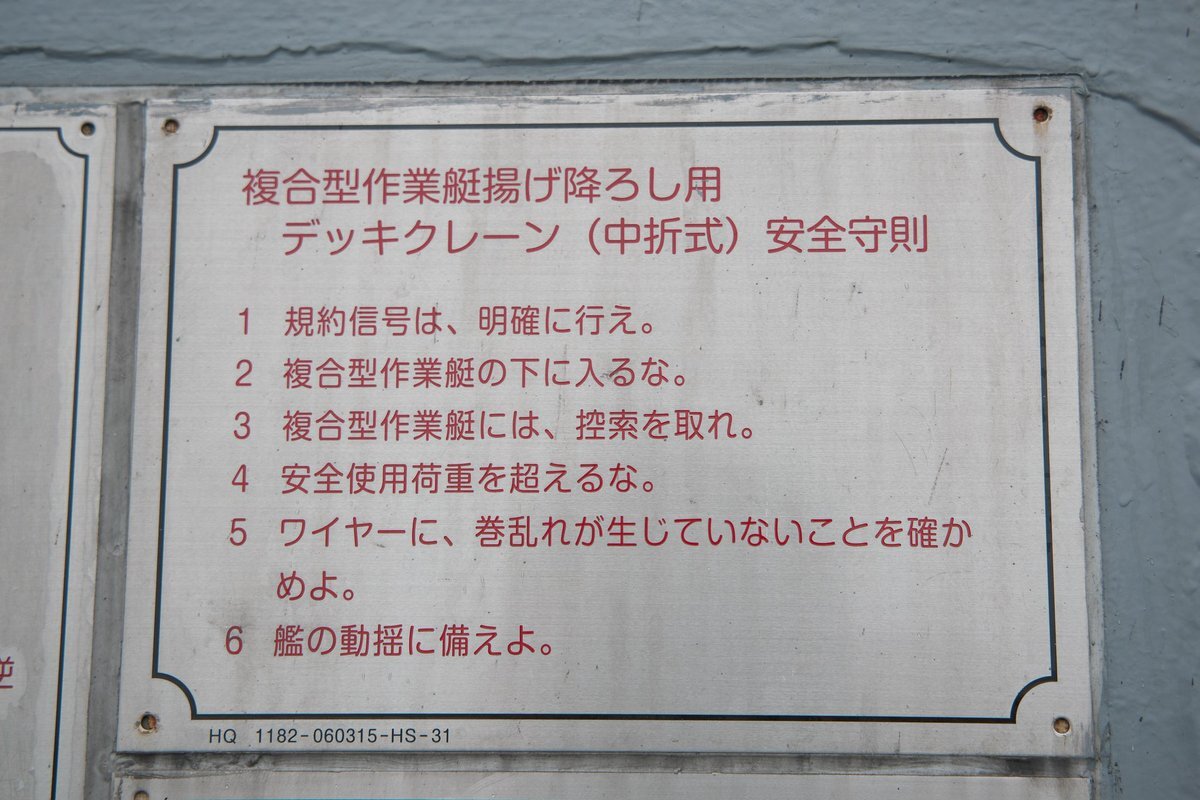 複合型作業艇揚げ降ろし用
デッキクレーン（中折式）安全守則
1 規約信号は、明確に行え。
2 複合型作業艇の下に入るな。
3 複合型作業艇には、控索を取れ。
4 安全使用荷重を超えるな。
5 ワイヤーに、巻乱れが生じていないことを確か
めよ。
6 艦の動揺に備えよ。
HQ 1182-060315-HS-31
逆